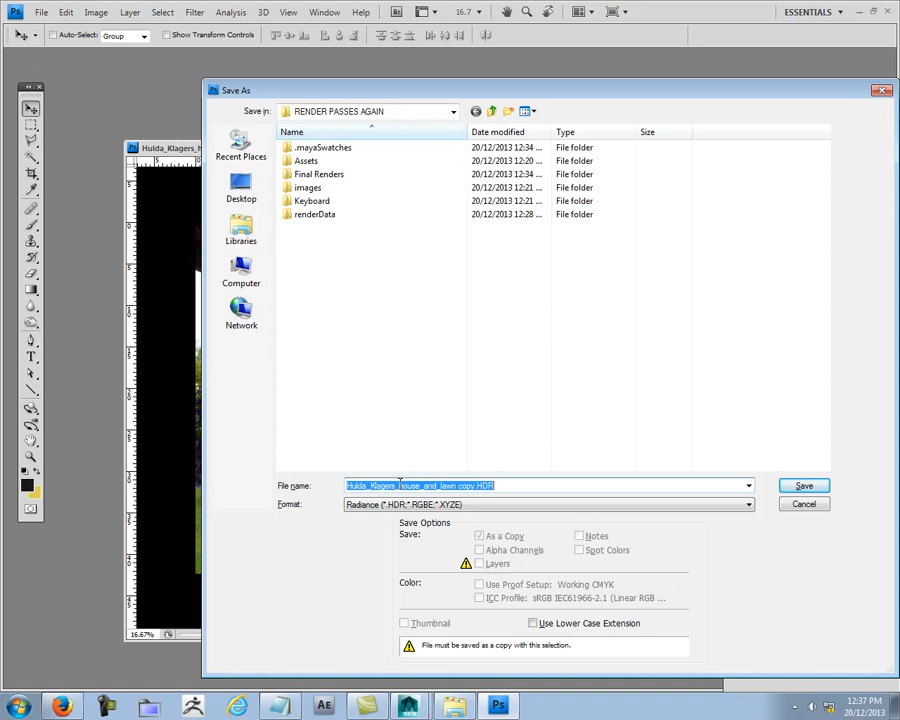 Ps File Edit Image Layer Select Filter Analysis 3D View Window Help Br 16.7 ESSENTIALS
Auto-Select: Group Show Transform Controls
Save As
Save in: RENDER PASSES AGAIN
Name Date modified Type Size
.mayaSwatches 20/12/2013 12:34 ... File folder
Assets 20/12/2013 12:20 ... File folder
Final Renders 20/12/2013 12:34 ... File folder
images 20/12/2013 12:21 ... File folder
Keyboard 20/12/2013 12:21 ... File folder
renderData 20/12/2013 12:28 ... File folder
Recent Places
Desktop
Libraries
Computer
Network
Hulda_Klagers_h
File name: Hulda_Klagers_house_and_lawn copy.HDR Save
Format: Radiance (*.HDR;*.RGBE;*.XYZE) Cancel
Save Options
Save: As a Copy Notes
Alpha Channels Spot Colors
Layers
Color: Use Proof Setup: Working CMYK
ICC Profile: sRGB IEC61966-2.1 (Linear RGB ...
Thumbnail Use Lower Case Extension
File must be saved as a copy with this selection.
16.67%
Ae Ps
12:37 PM
20/12/2013